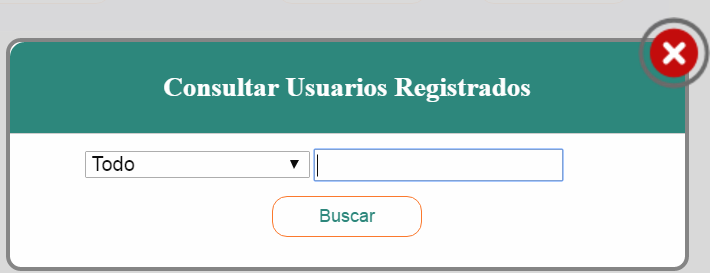 Consultar Usuarios Registrados
Todo
Buscar